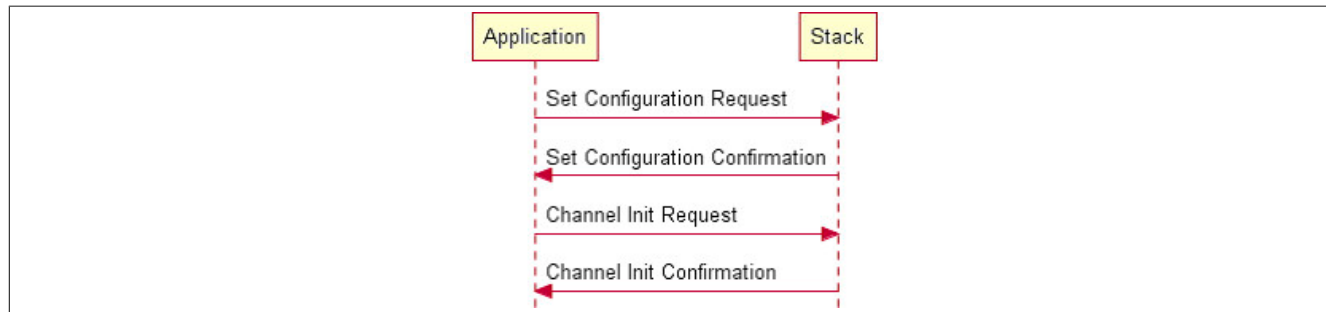 Application
Stack
Set Configuration Request
Set Configuration Confirmation
Channel Init Request
Channel Init Confirmation